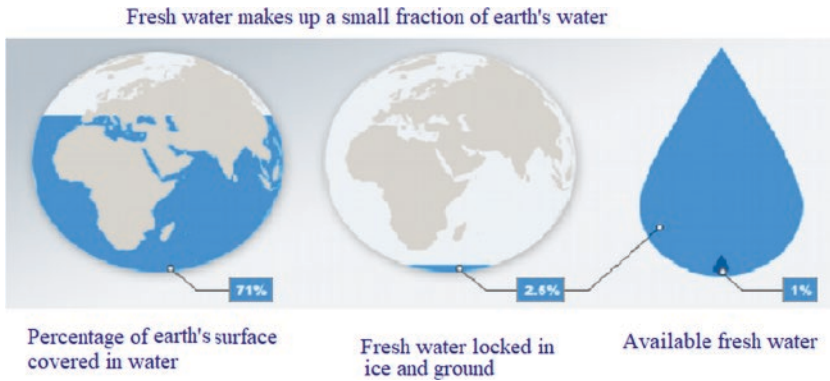 Fresh water makes up a small fraction of earth's water
71%
2.5%
1%
Percentage of earth's surface
covered in water
Fresh water locked in
ice and ground
Available fresh water